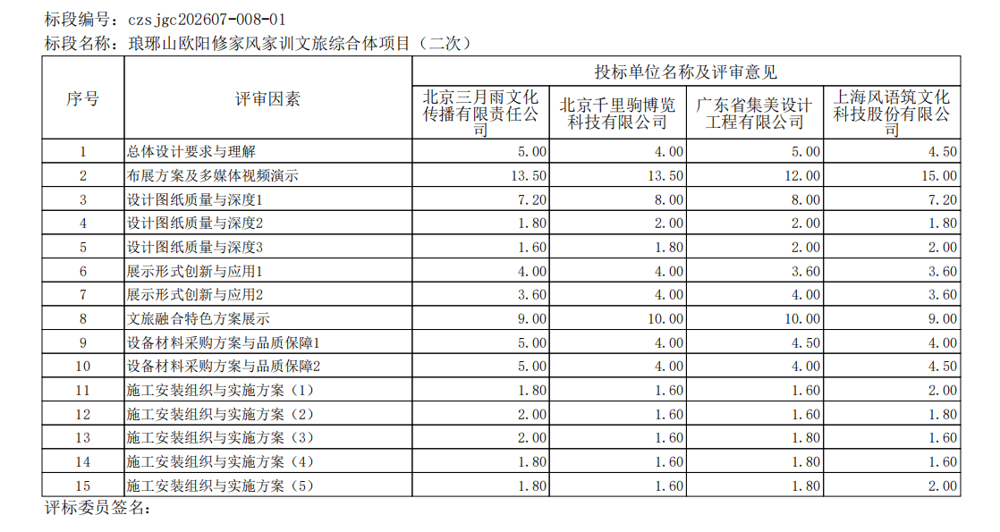 标段编号：czsjgc202607-008-01
标段名称：琅琊山欧阳修家风家训文旅综合体项目（二次）
序号 评审因素 投标单位名称及评审意见
北京三月雨文化传播有限责任公司 北京千里驹博览科技有限公司 广东省集美设计工程有限公司 上海风语筑文化科技股份有限公司
1 总体设计要求与理解 5.00 4.00 5.00 4.50
2 布展方案及多媒体视频演示 13.50 13.50 12.00 15.00
3 设计图纸质量与深度1 7.20 8.00 8.00 7.20
4 设计图纸质量与深度2 1.80 2.00 2.00 1.80
5 设计图纸质量与深度3 1.60 1.80 2.00 2.00
6 展示形式创新与应用1 4.00 4.00 3.60 3.60
7 展示形式创新与应用2 3.60 4.00 4.00 3.60
8 文旅融合特色方案展示 9.00 10.00 10.00 9.00
9 设备材料采购方案与品质保障1 5.00 4.00 4.50 4.00
10 设备材料采购方案与品质保障2 5.00 4.00 4.00 4.50
11 施工安装组织与实施方案（1） 1.80 1.60 1.60 2.00
12 施工安装组织与实施方案（2） 2.00 1.60 1.60 1.80
13 施工安装组织与实施方案（3） 2.00 1.60 1.80 1.60
14 施工安装组织与实施方案（4） 1.80 1.60 1.80 1.60
15 施工安装组织与实施方案（5） 1.80 1.60 1.80 2.00
评标委员签名：